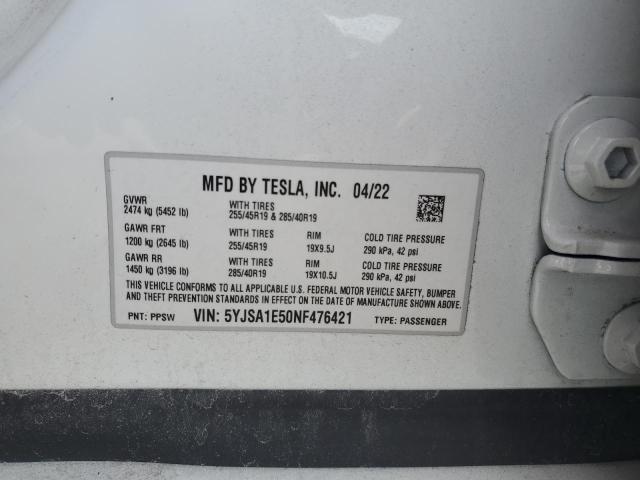 MFD BY TESLA, INC. 04/22
GVWR WITH TIRES
2474 kg (5452 lb) 255/45R19 & 285/40R19
GAWR FRT WITH TIRES RIM COLD TIRE PRESSURE
1200 kg (2645 lb) 255/45R19 19X9.5J 290 kPa, 42 psi
GAWR RR WITH TIRES RIM COLD TIRE PRESSURE
1450 kg (3196 lb) 285/40R19 19X10.5J 290 kPa, 42 psi
THIS VEHICLE CONFORMS TO ALL APPLICABLE U.S. FEDERAL MOTOR VEHICLE SAFETY, BUMPER
AND THEFT PREVENTION STANDARDS IN EFFECT ON THE DATE OF MANUFACTURE SHOWN ABOVE.
PNT: PPSW VIN: 5YJSA1E50NF476421 TYPE: PASSENGER